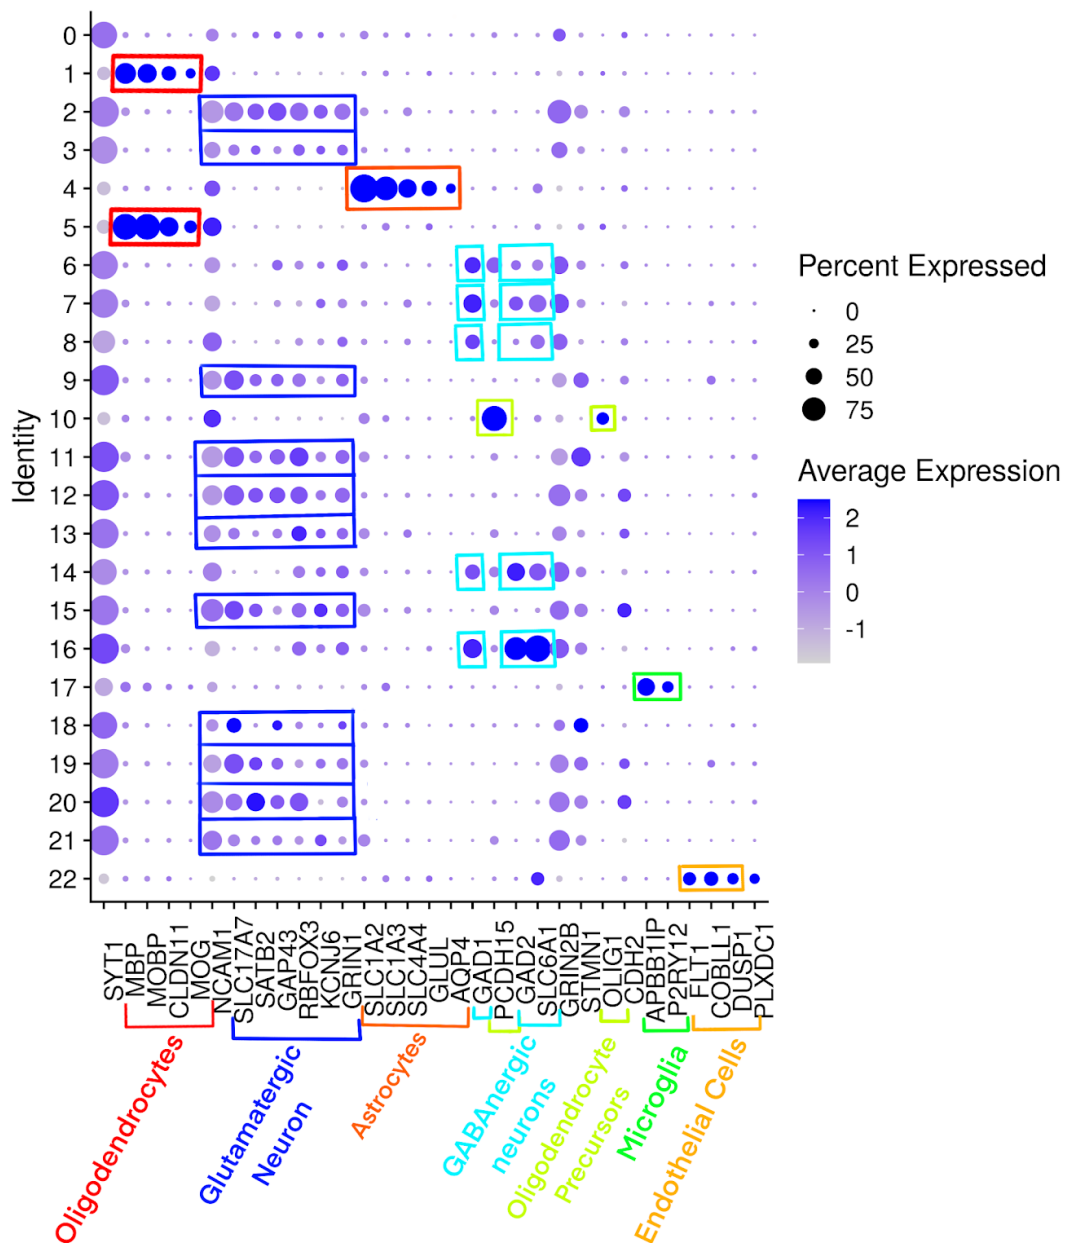 0
1
2
3
4
5
6
7
8
9
10
11
12
13
14
15
16
17
18
19
20
21
22
Identity
Percent Expressed
0
25
50
75
Average Expression
2
1
0
-1
SYT1
MBP
MOBP
CLDN11
MOG
NCAM1
SLC17A7
SATB2
GAP43
RBFOX3
KCNJ6
GRIN1
SLC1A2
SLC1A3
SLC4A4
GLUL
AQP4
GAD1
PCDH15
GAD2
SLC6A1
GRIN2B
STMN1
OLIG1
CDH2
APBB1IP
P2RY12
FLT1
COBLL1
DUSP1
PLXDC1
Oligodendrocytes
Glutamatergic
Neuron
Astrocytes
GABAnergic
neurons
Oligodendrocyte
Precursors
Microglia
Endothelial Cells